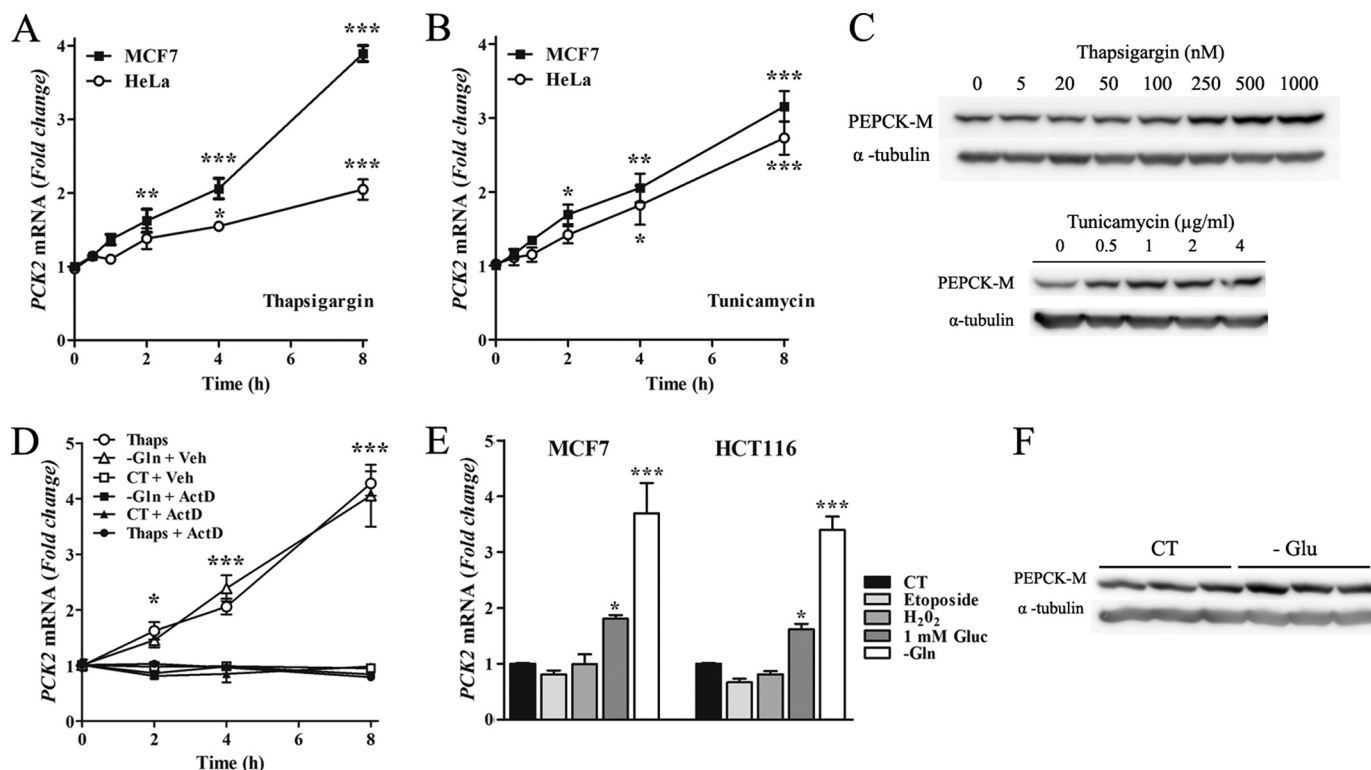 A
MCF7
HeLa
PCK2 mRNA (Fold change)
4
3
2
1
0
***
***
**
***
*
Thapsigargin
0 2 4 6 8
Time (h)
B
MCF7
HeLa
PCK2 mRNA (Fold change)
4
3
2
1
0
***
**
*
***
*
Tunicamycin
0 2 4 6 8
Time (h)
C
Thapsigargin (nM)
0 5 20 50 100 250 500 1000
PEPCK-M
α -tubulin
Tunicamycin (µg/ml)
0 0.5 1 2 4
PEPCK-M
α-tubulin
D
Thaps
-Gln + Veh
CT + Veh
-Gln + ActD
CT + ActD
Thaps + ActD
PCK2 mRNA (Fold change)
5
4
3
2
1
0
***
***
*
0 2 4 6 8
Time (h)
E
MCF7 HCT116
PCK2 mRNA (Fold change)
5
4
3
2
1
0
***
***
*
*
CT
Etoposide
H₂0₂
1 mM Gluc
-Gln
F
CT - Glu
PEPCK-M
α -tubulin